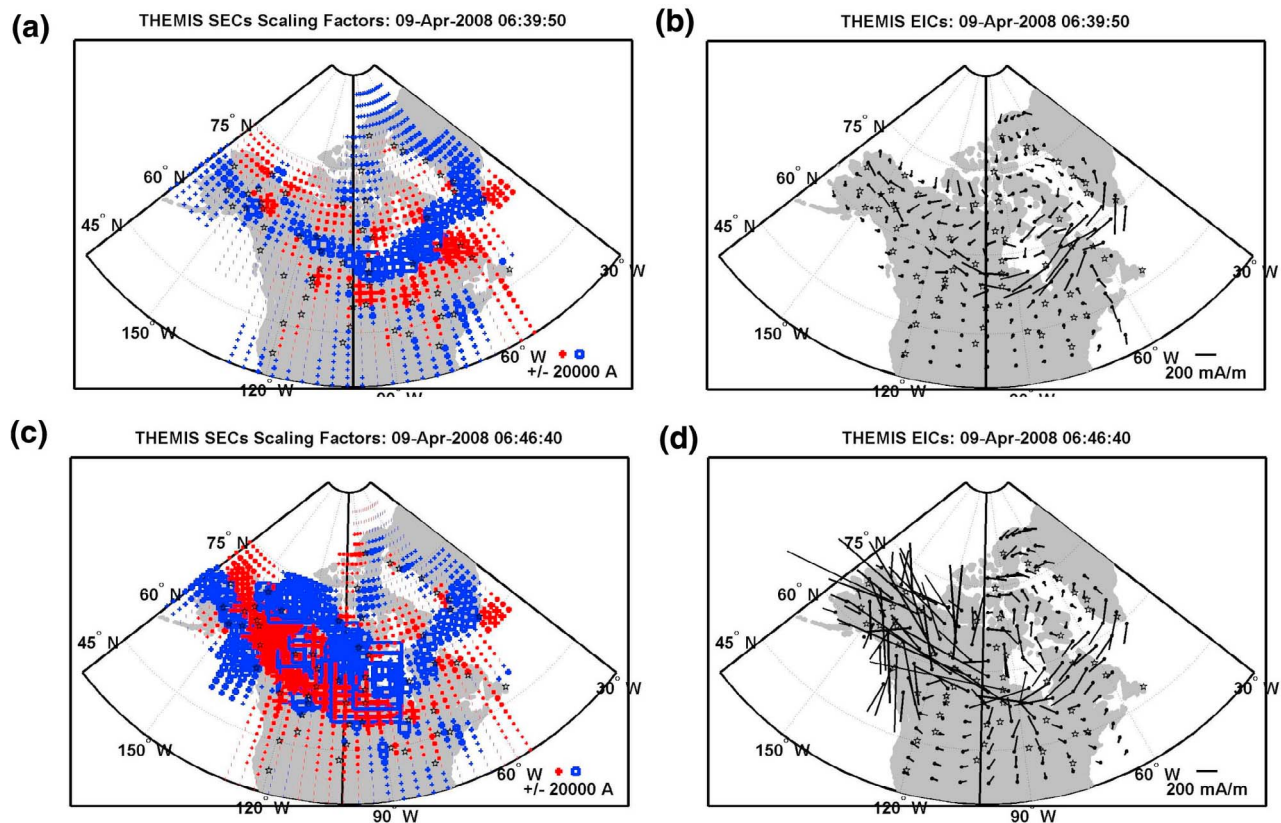 (a)
THEMIS SECs Scaling Factors: 09-Apr-2008 06:39:50
75° N
60° N
45° N
150° W
120° W
90° W
60° W
30° W
+/- 20000 A
(b)
THEMIS EICs: 09-Apr-2008 06:39:50
75° N
60° N
45° N
150° W
120° W
90° W
60° W
30° W
200 mA/m
(c)
THEMIS SECs Scaling Factors: 09-Apr-2008 06:46:40
75° N
60° N
45° N
150° W
120° W
90° W
60° W
30° W
+/- 20000 A
(d)
THEMIS EICs: 09-Apr-2008 06:46:40
75° N
60° N
45° N
150° W
120° W
90° W
60° W
30° W
200 mA/m